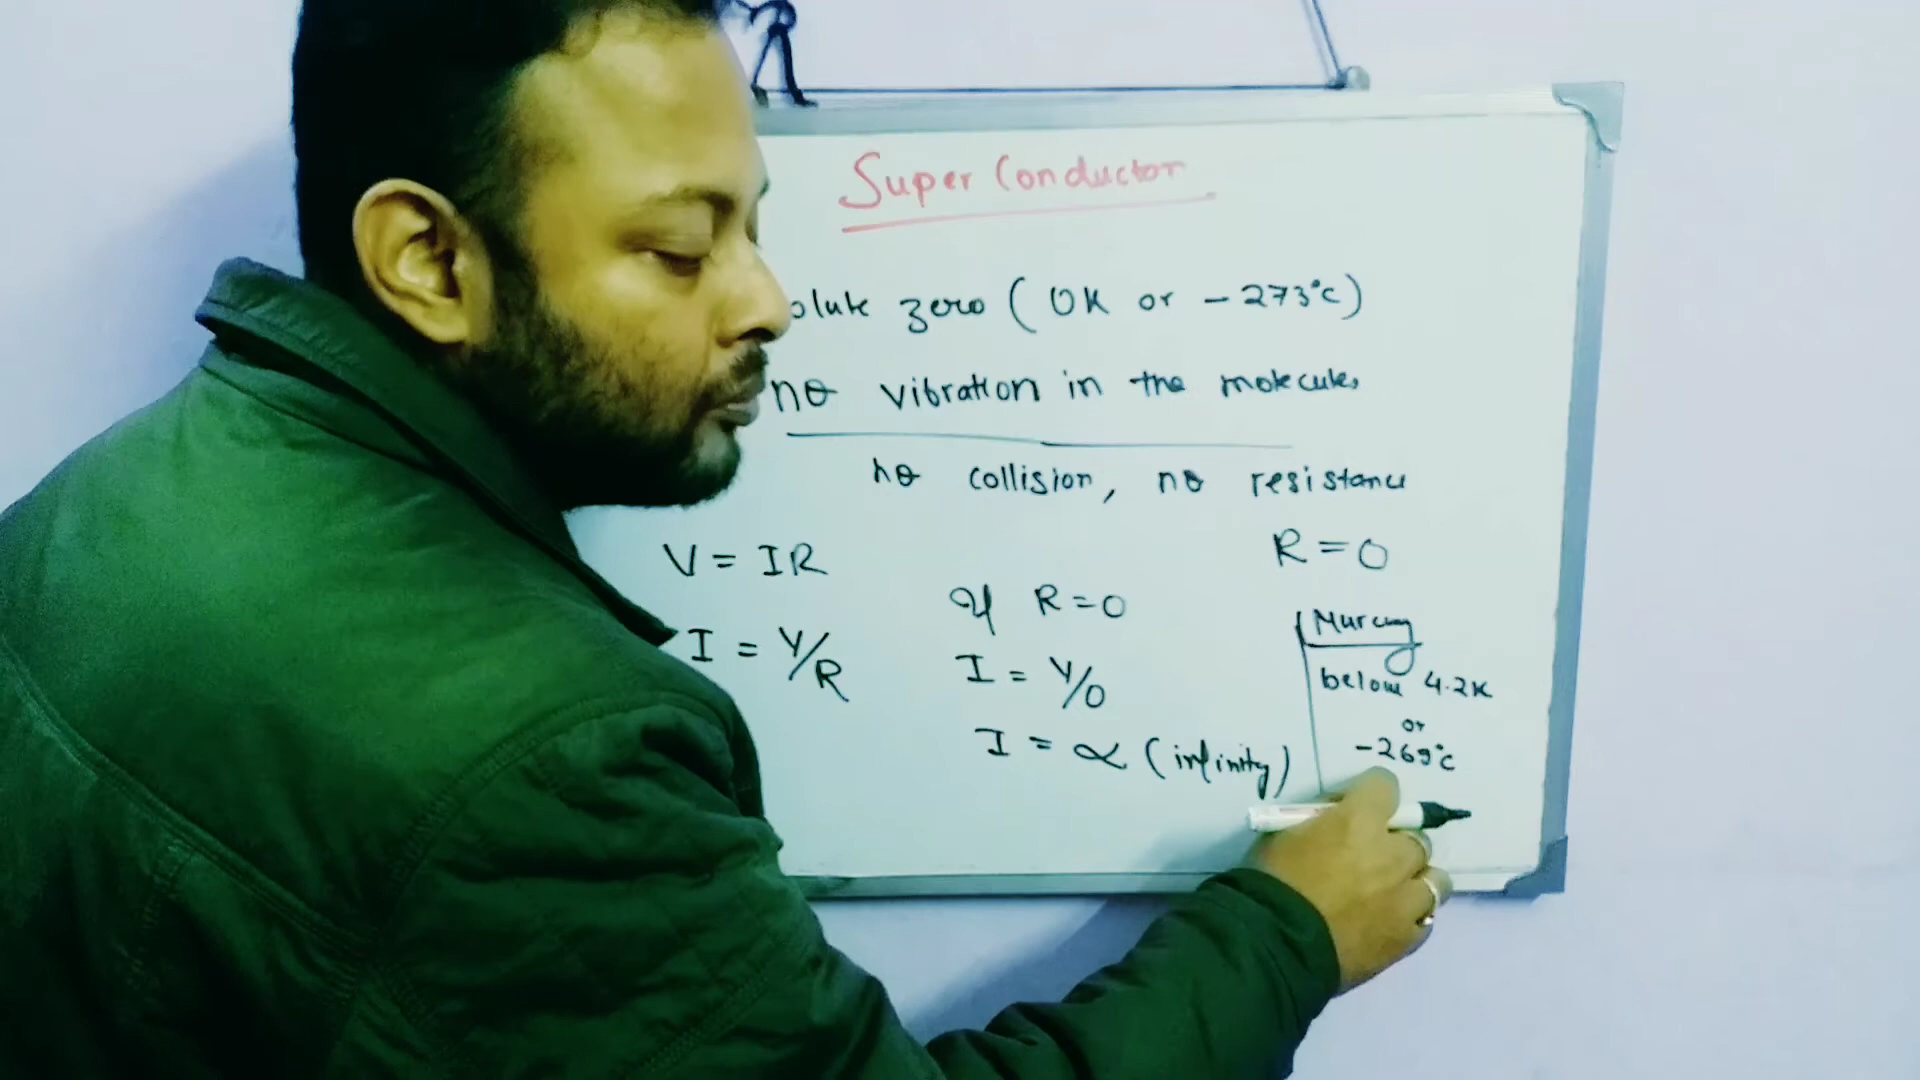 Super Conductor
olute zero ( 0K or - 273°c)
no vibration in the molecules
no collision, no resistance
R = 0
V = IR
I = V/R
If R = 0
I = V/0
I = ∝ (infinity)
Murcury
below 4.2K
or
-269°c